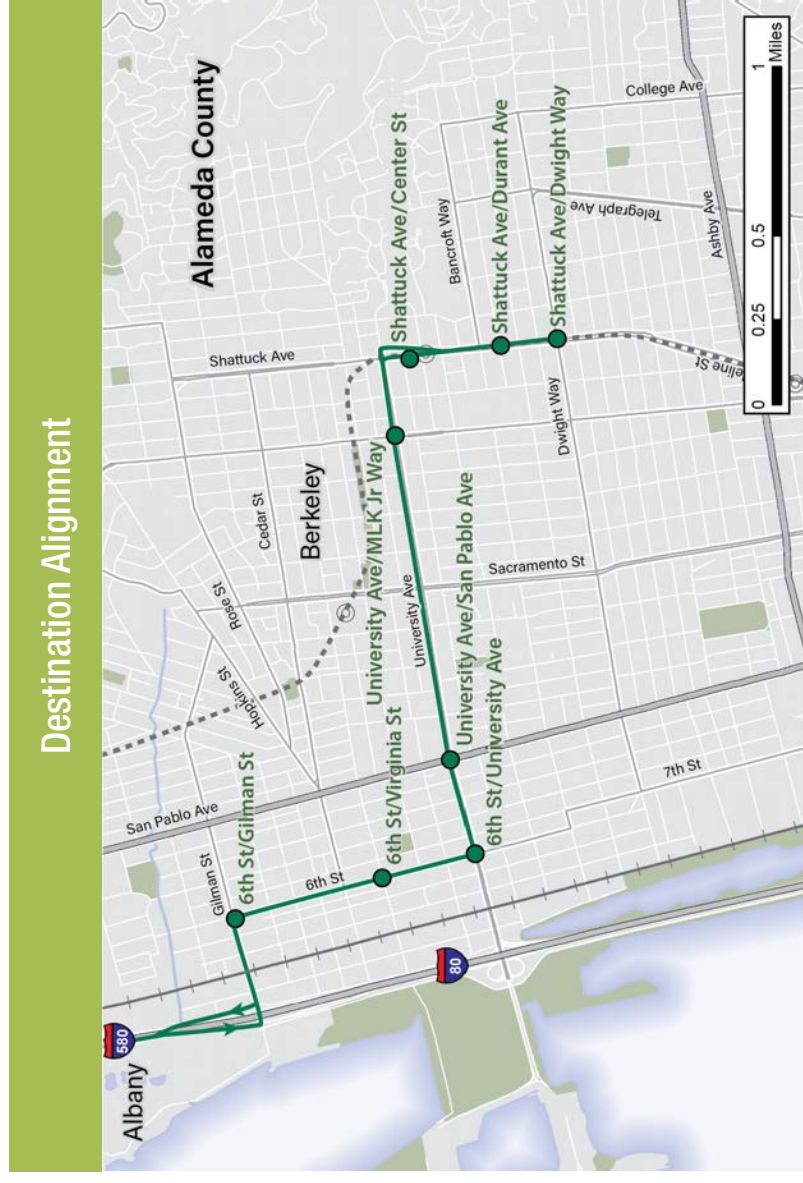 Destination Alignment
Alameda County
Albany
580
80
Berkeley
San Pablo Ave
Gilman St
6th St/Gilman St
6th St
6th St/Virginia St
6th St/University Ave
7th St
Hopkins St
Rose St
Cedar St
Shattuck Ave
University Ave/MLK Jr Way
University Ave
University Ave/San Pablo Ave
Sacramento St
Shattuck Ave/Center St
Bancroft Way
Shattuck Ave/Durant Ave
Shattuck Ave/Dwight Way
Dwight Way
College Ave
Telegraph Ave
Ashby Ave
eline St
0 0.25 0.5 1
Miles